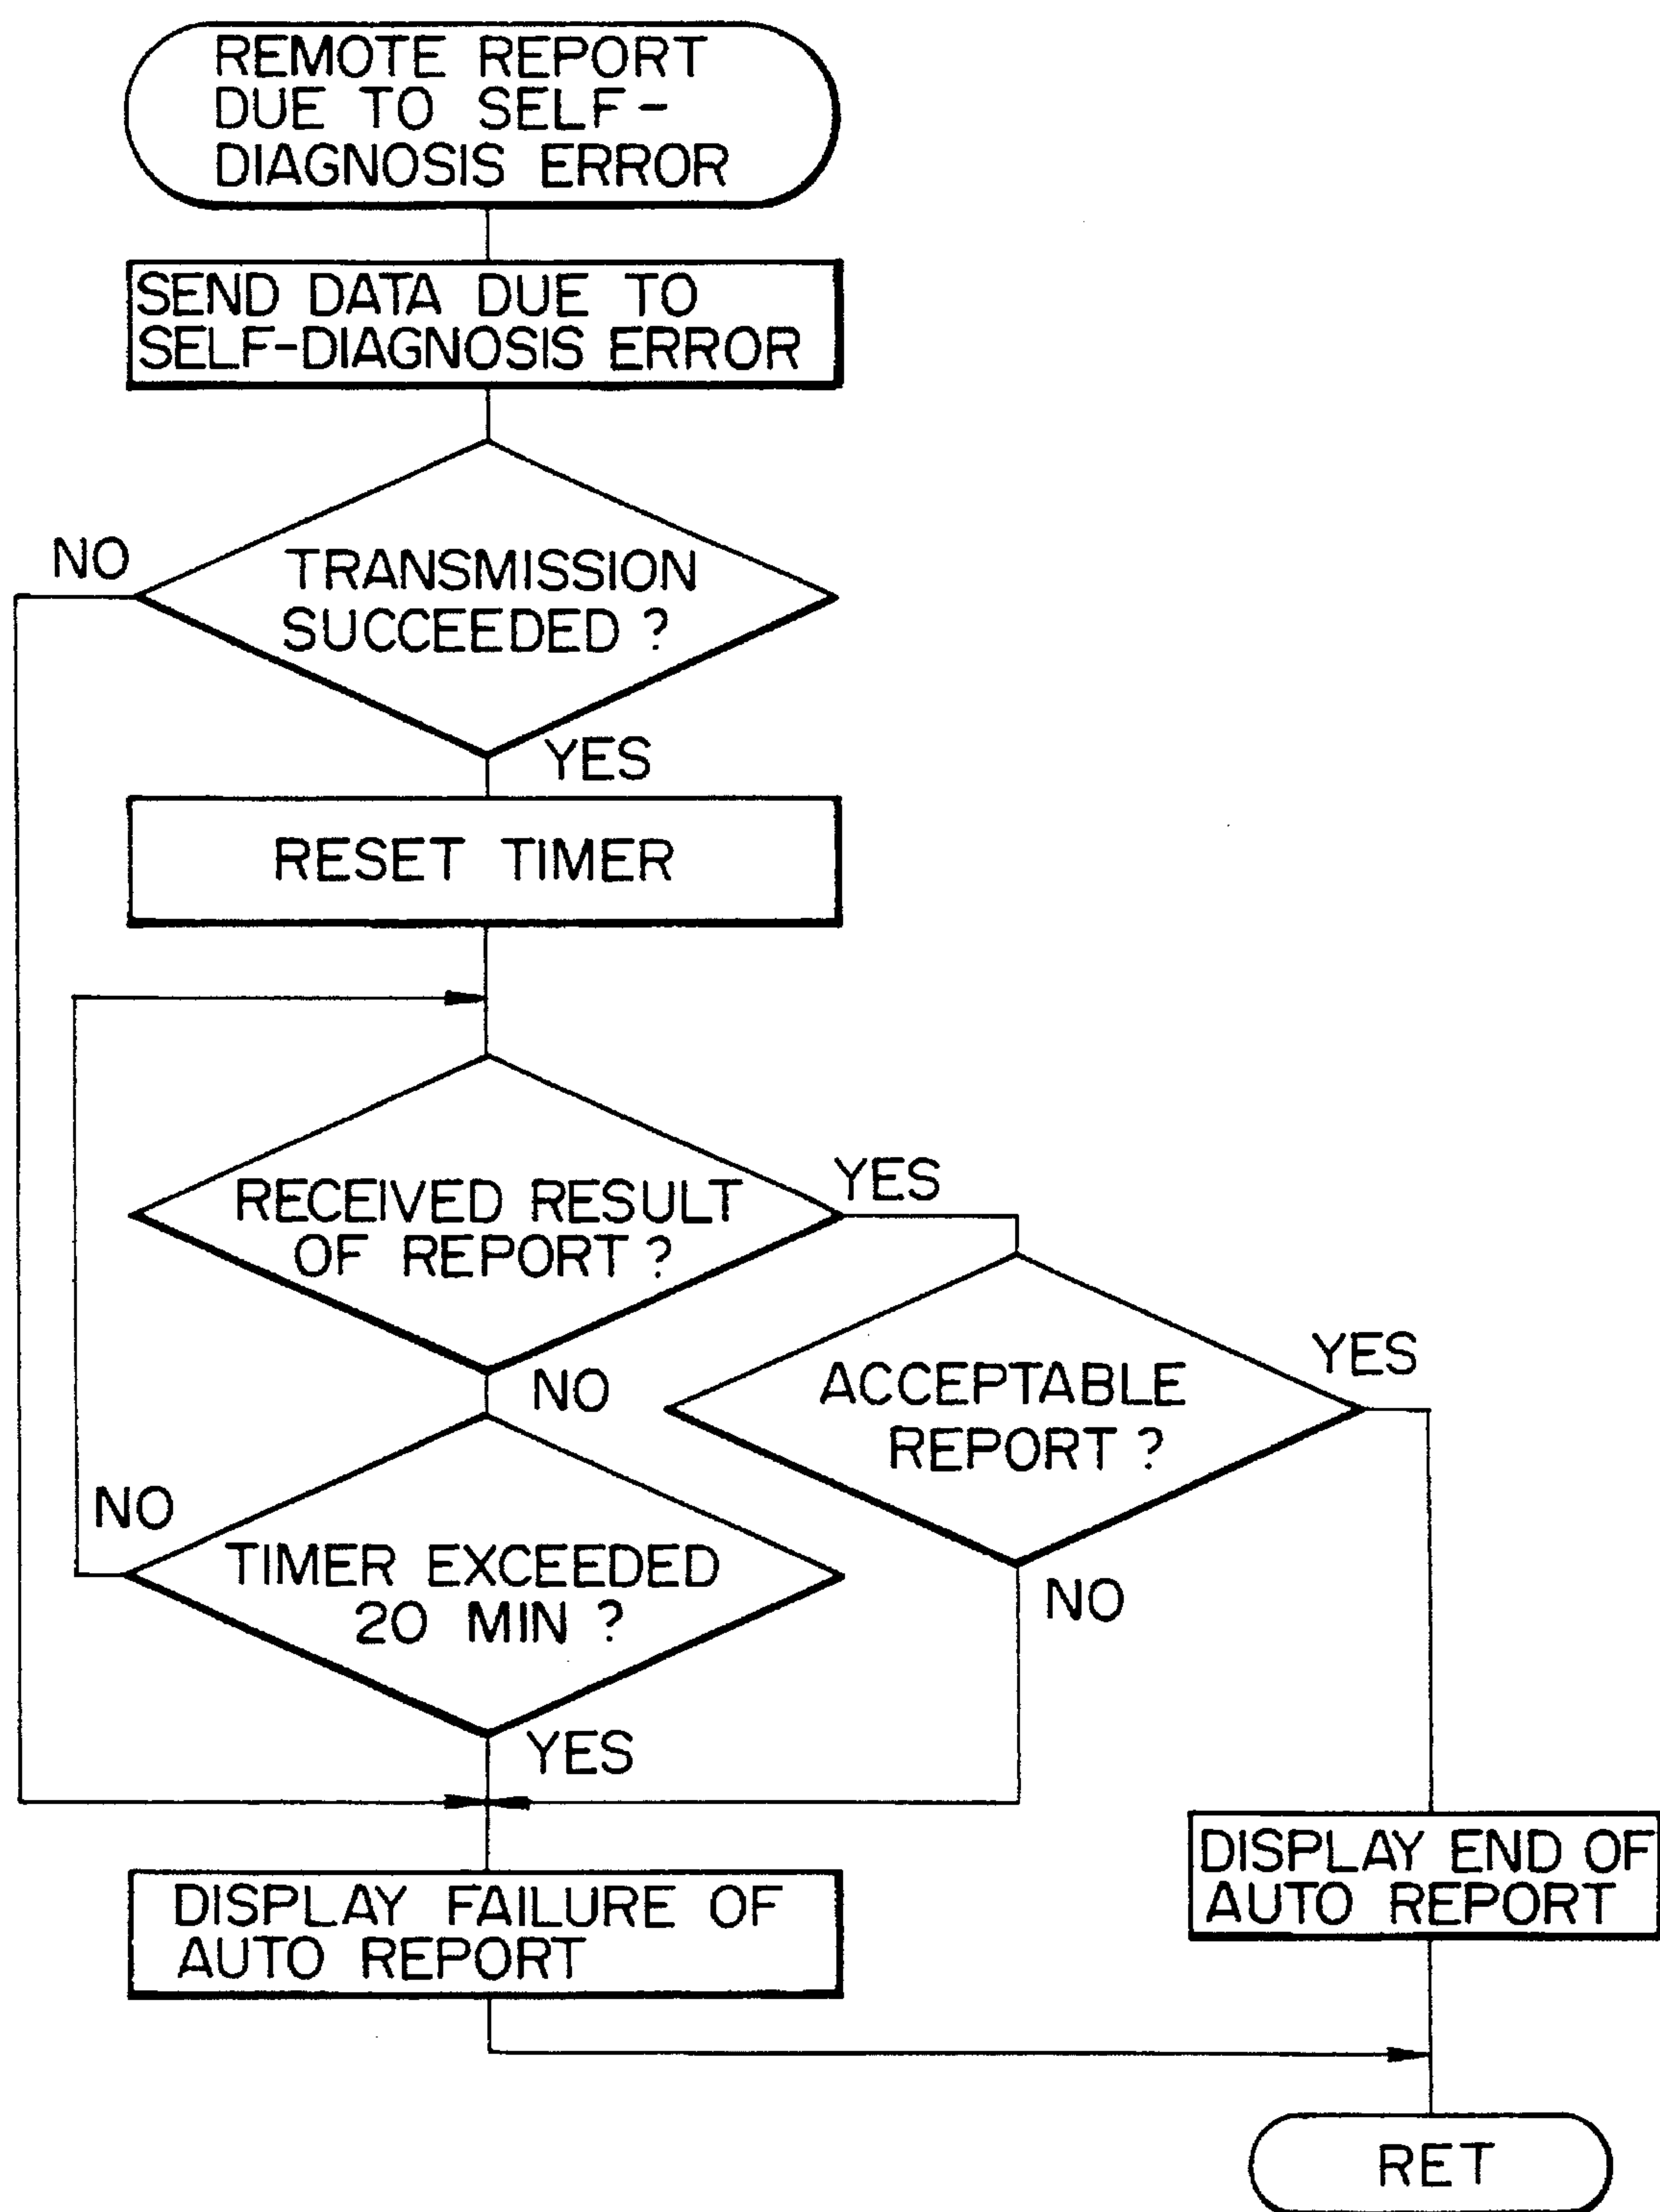 REMOTE REPORT
DUE TO SELF-
DIAGNOSIS ERROR
SEND DATA DUE TO
SELF-DIAGNOSIS ERROR
NO
TRANSMISSION
SUCCEEDED ?
YES
RESET TIMER
RECEIVED RESULT
OF REPORT ?
YES
NO
ACCEPTABLE
REPORT ?
YES
NO
NO
TIMER EXCEEDED
20 MIN ?
YES
DISPLAY FAILURE OF
AUTO REPORT
DISPLAY END OF
AUTO REPORT
RET